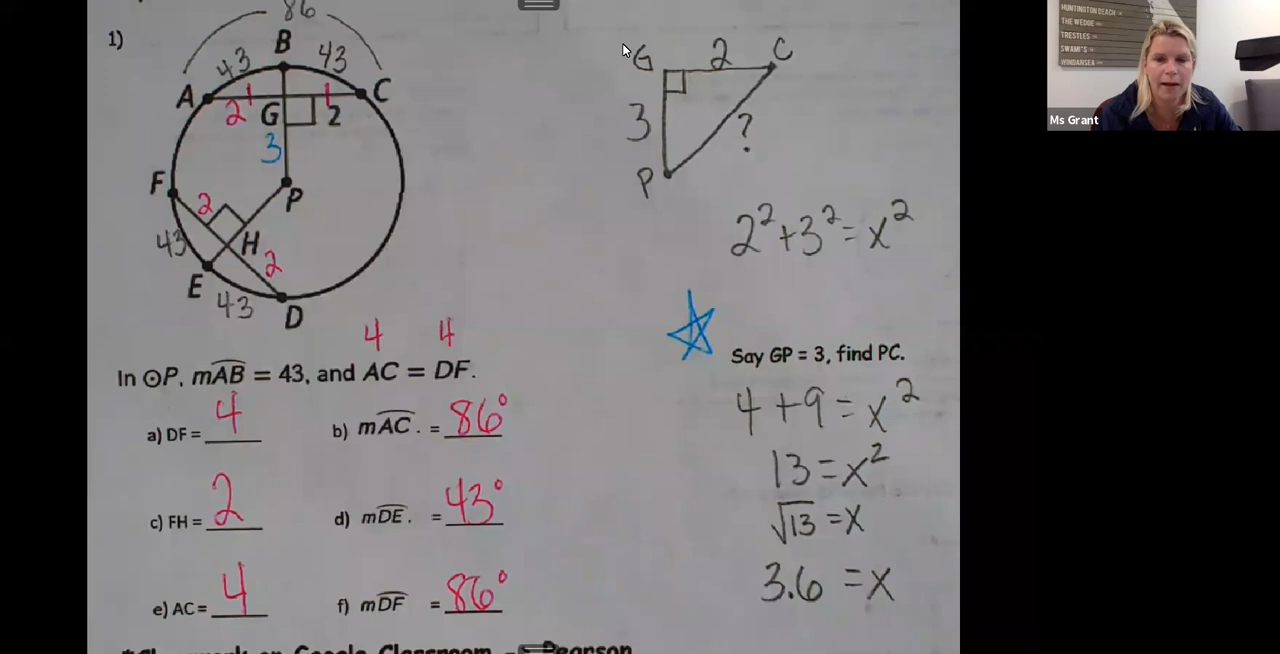 86
1)
B
43
43
A
C
2
G
2
3
F
P
2
43
H
2
E
43
D
G
2
C
3
?
P
2² + 3² = x²
4 4
In ⊙P, mAB = 43, and AC = DF.
a) DF = 4
b) mAC. = 86°
c) FH = 2
d) mDE. = 43°
e) AC = 4
f) mDF = 86°
Say GP = 3, find PC.
4 + 9 = x²
13 = x²
√13 = x
3.6 = x
Pearson
HUNTINGTON BEACH
THE WEDGE
TRESTLES
SWAMI'S
WINDANSEA
Ms Grant